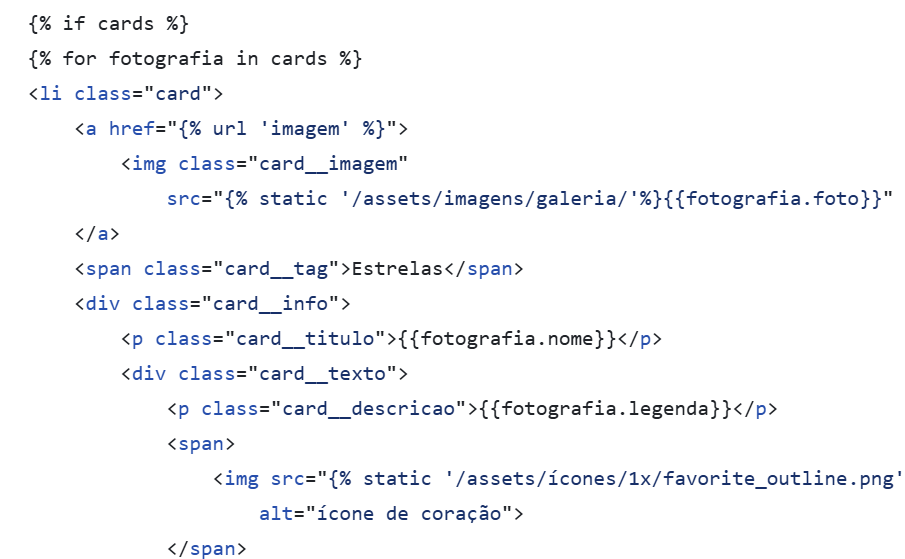 {% if cards %}
{% for fotografia in cards %}
<li class="card">
<a href="{% url 'imagem' %}">
<img class="card__imagem"
src="{% static '/assets/imagens/galeria/'%}{{fotografia.foto}}"
</a>
<span class="card__tag">Estrelas</span>
<div class="card__info">
<p class="card__titulo">{{fotografia.nome}}</p>
<div class="card__texto">
<p class="card__descricao">{{fotografia.legenda}}</p>
<span>
<img src="{% static '/assets/ícones/1x/favorite_outline.png'
alt="ícone de coração">
</span>